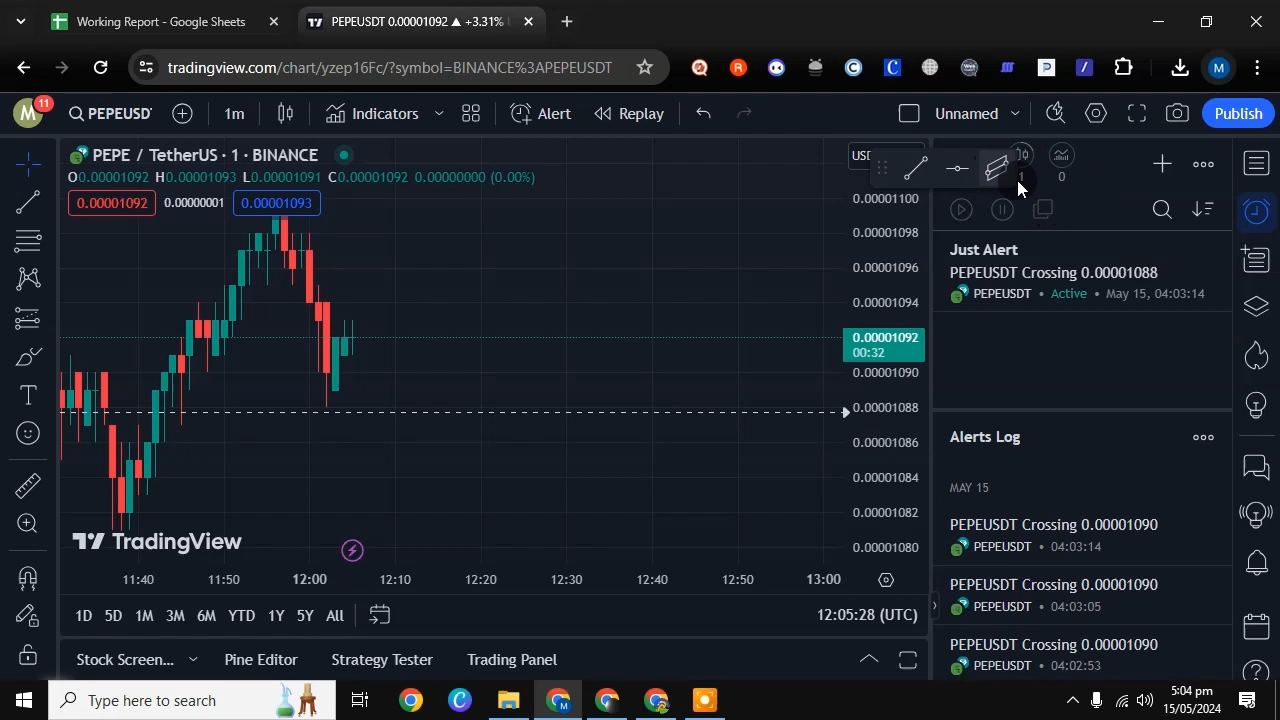 Working Report - Google Sheets
PEPEUSDT 0.00001092 ▲ +3.31%
tradingview.com/chart/yzep16Fc/?symbol=BINANCE%3APEPEUSDT
M
M
11
PEPEUSD
1m
Indicators
Alert
Replay
Unnamed
Publish
PEPE / TetherUS · 1 · BINANCE
O0.00001092 H0.00001093 L0.00001091 C0.00001092 0.00000000 (0.00%)
0.00001092
0.00000001
0.00001093
0.00001100
0.00001098
0.00001096
0.00001094
0.00001092
00:32
0.00001090
0.00001088
0.00001086
0.00001084
0.00001082
0.00001080
TradingView
11:40
11:50
12:00
12:10
12:20
12:30
12:40
12:50
13:00
1D
5D
1M
3M
6M
YTD
1Y
5Y
All
12:05:28 (UTC)
Stock Screen...
Pine Editor
Strategy Tester
Trading Panel
1
0
Just Alert
PEPEUSDT Crossing 0.00001088
PEPEUSDT • Active • May 15, 04:03:14
Alerts Log
MAY 15
PEPEUSDT Crossing 0.00001090
PEPEUSDT • 04:03:14
PEPEUSDT Crossing 0.00001090
PEPEUSDT • 04:03:05
PEPEUSDT Crossing 0.00001090
PEPEUSDT • 04:02:53
Type here to search
5:04 pm
15/05/2024